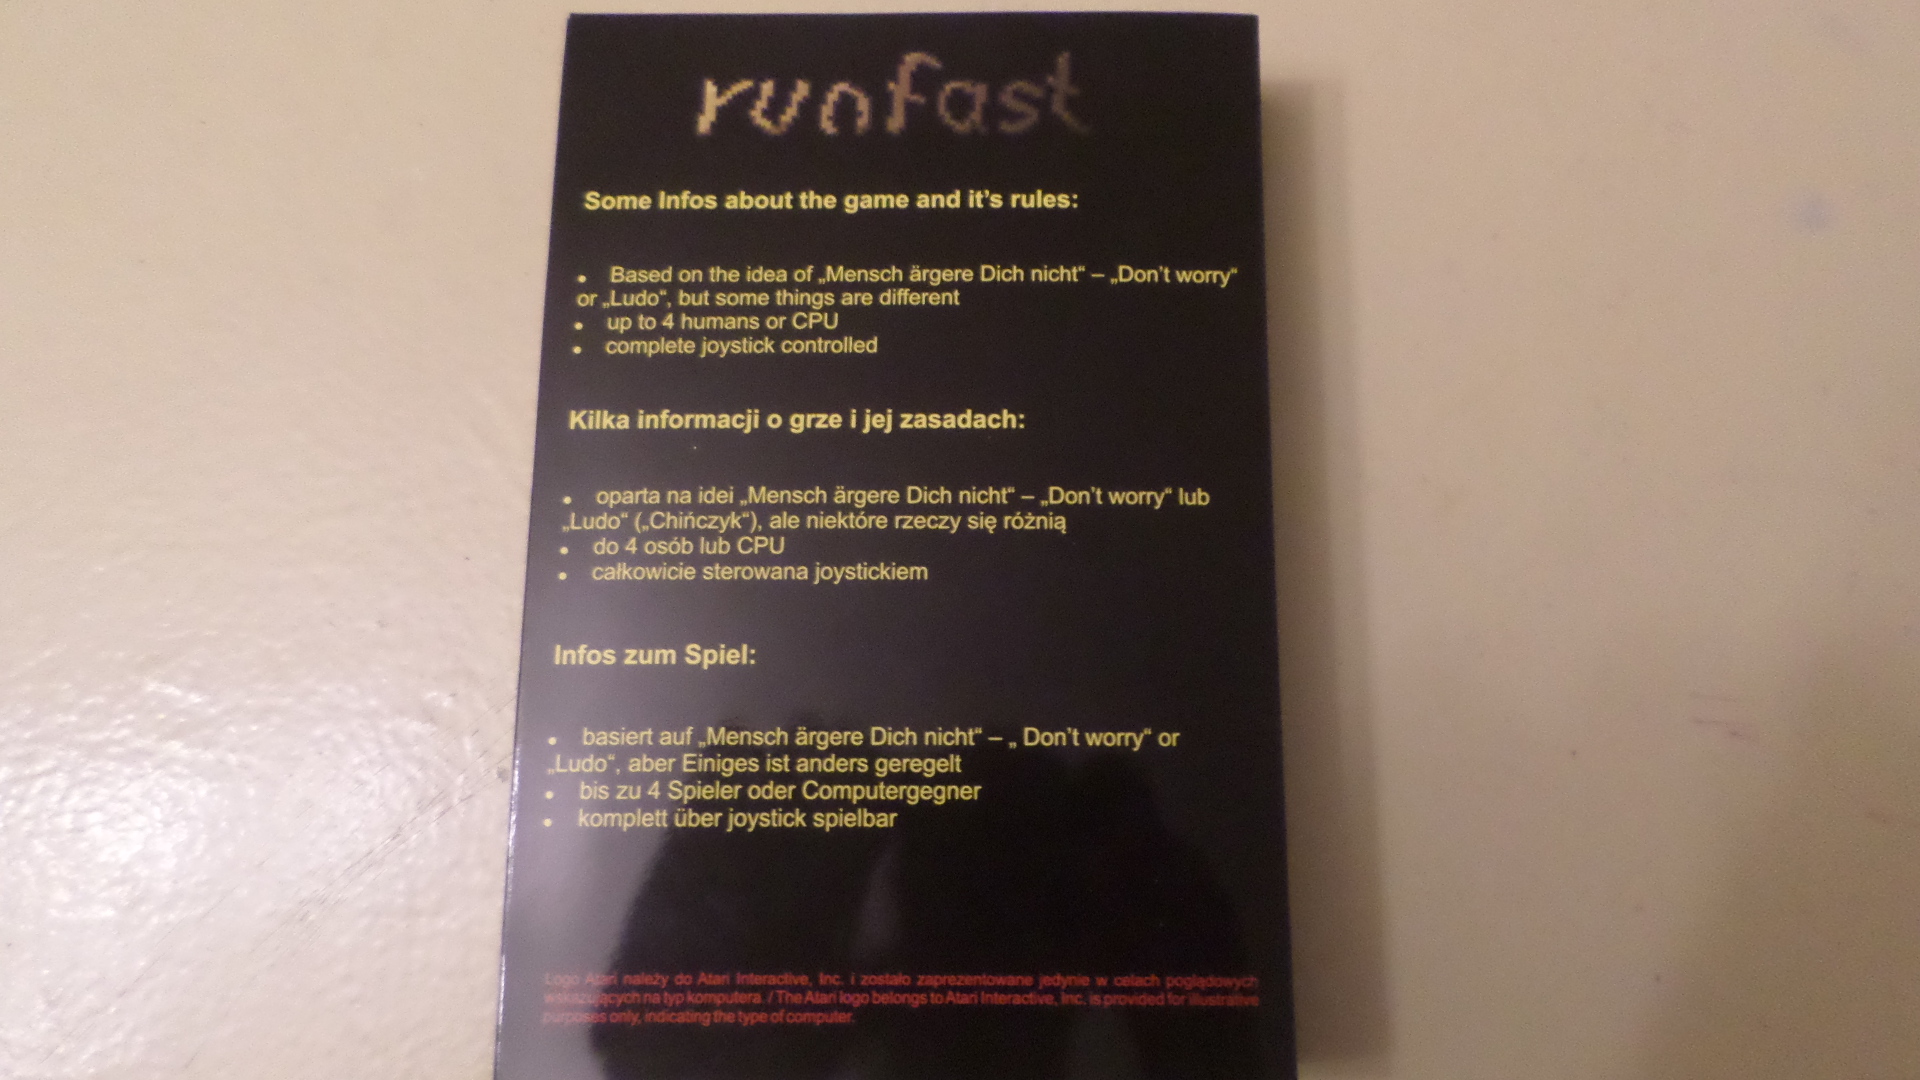 runfast
Some Infos about the game and it's rules:
• Based on the idea of „Mensch ärgere Dich nicht“ – „Don't worry“
or „Ludo“, but some things are different
• up to 4 humans or CPU
• complete joystick controlled
Kilka informacji o grze i jej zasadach:
• oparta na idei „Mensch ärgere Dich nicht“ – „Don't worry“ lub
„Ludo“ („Chińczyk“), ale niektóre rzeczy się różnią
• do 4 osób lub CPU
• całkowicie sterowana joystickiem
Infos zum Spiel:
• basiert auf „Mensch ärgere Dich nicht“ – „ Don't worry“ or
„Ludo“, aber Einiges ist anders geregelt
• bis zu 4 Spieler oder Computergegner
• komplett über joystick spielbar
Logo Atari należy do Atari Interactive, Inc. i zostało zaprezentowane jedynie w celach poglądowych
wskazujących na typ komputera. / The Atari logo belongs to Atari Interactive, Inc. is provided for illustrative
purposes only, indicating the type of computer.